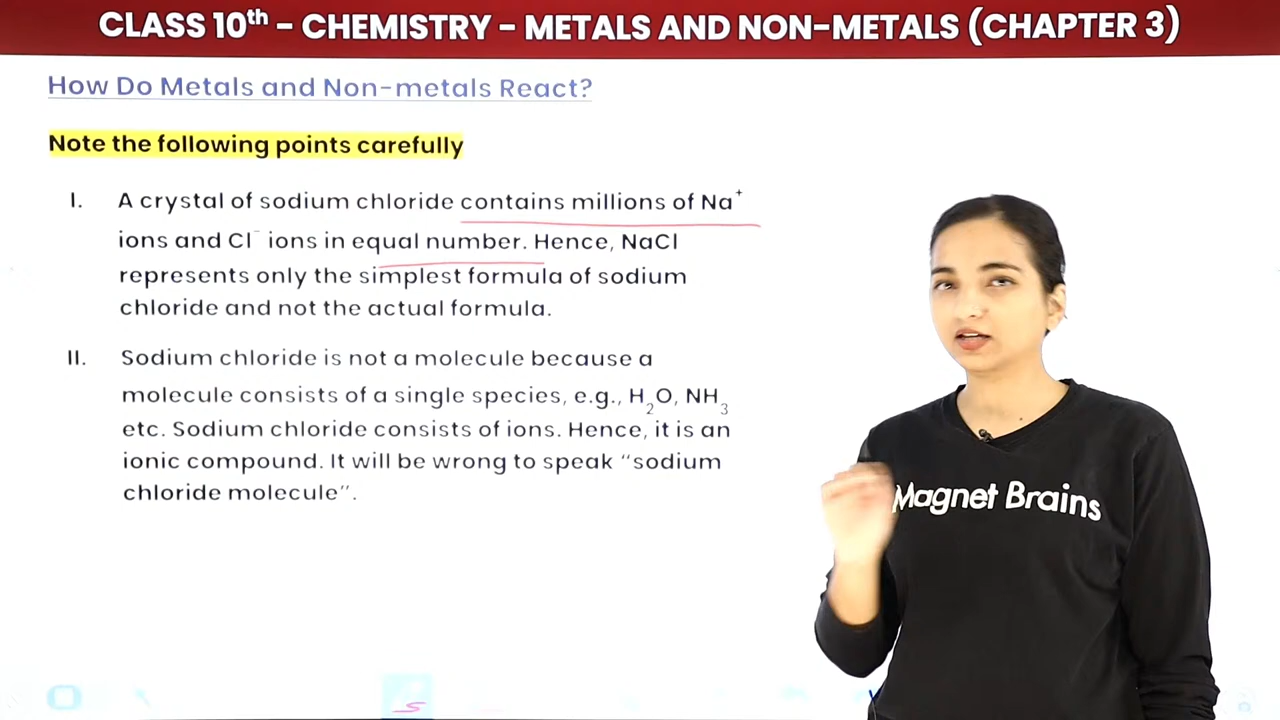 CLASS 10ᵗʰ - CHEMISTRY - METALS AND NON-METALS (CHAPTER 3)
How Do Metals and Non-metals React?
Note the following points carefully
I. A crystal of sodium chloride contains millions of Na⁺
ions and Cl⁻ ions in equal number. Hence, NaCl
represents only the simplest formula of sodium
chloride and not the actual formula.
II. Sodium chloride is not a molecule because a
molecule consists of a single species, e.g., H₂O, NH₃
etc. Sodium chloride consists of ions. Hence, it is an
ionic compound. It will be wrong to speak “sodium
chloride molecule”.
Magnet Brains